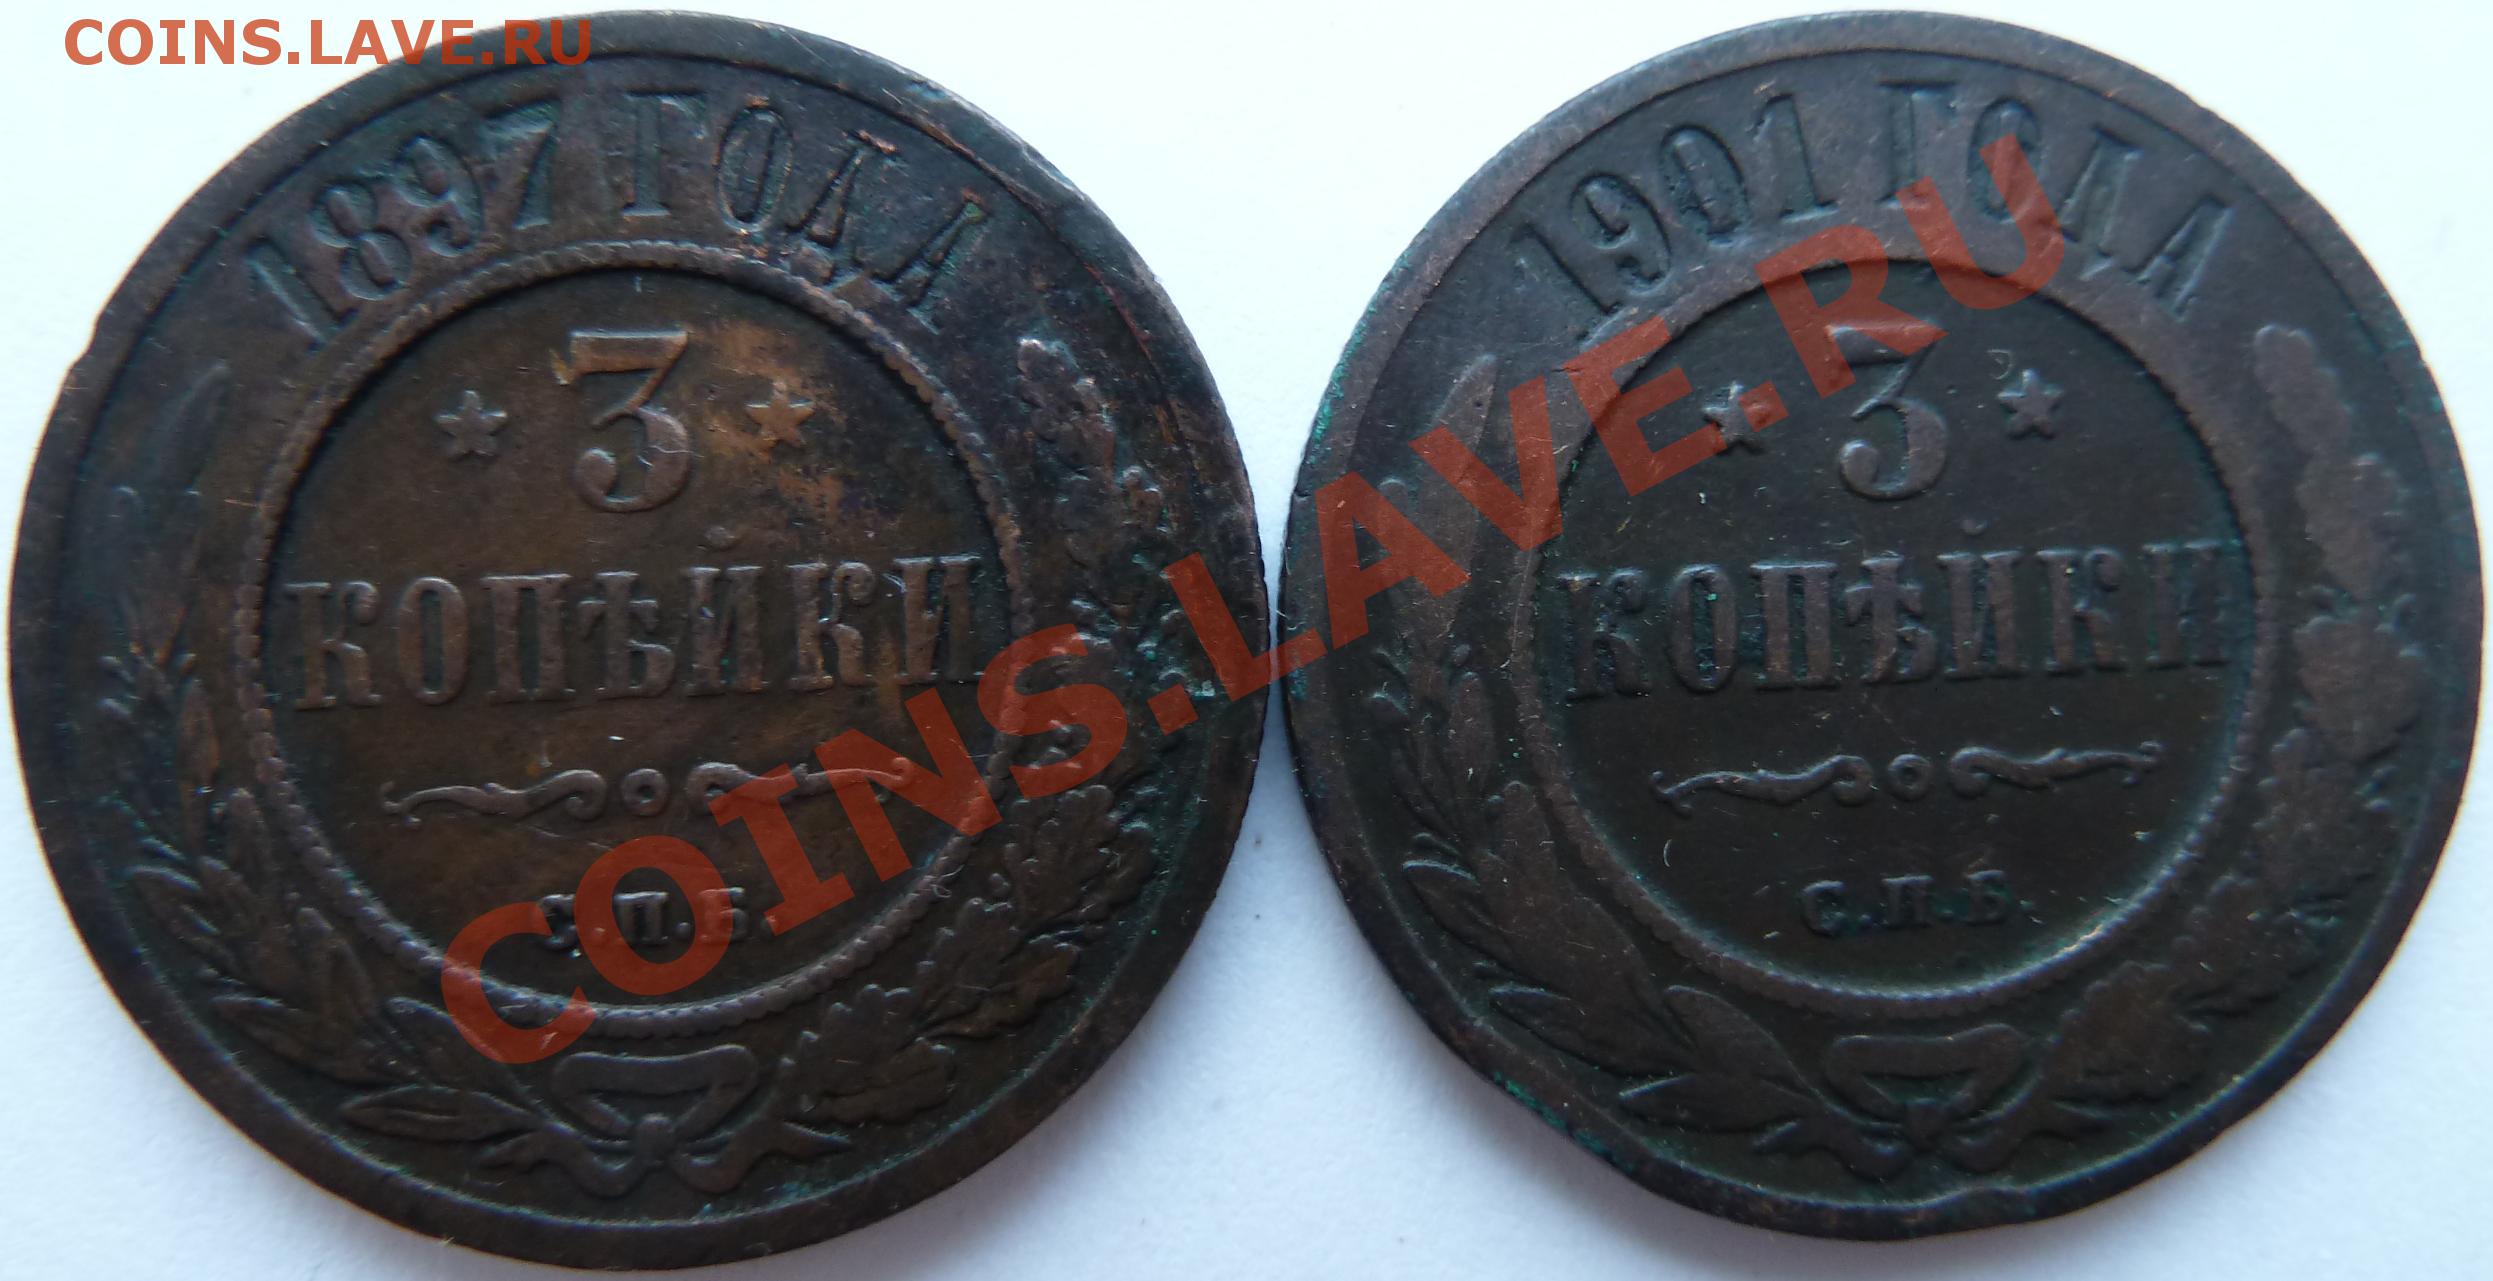 COINS.LAVE.RU
1897 ГОДА
* 3 *
КОПѢЙКИ
С.П.Б.
1901 ГОДА
* 3 *
КОПѢЙКИ
С.П.Б.
COINS.LAVE.RU